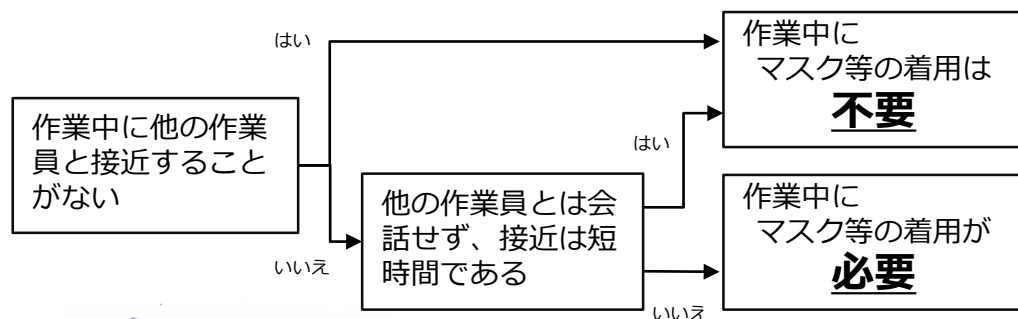 はい
作業中に
マスク等の着用は
不要
作業中に他の作業
員と接近すること
がない
はい
いいえ
他の作業員とは会
話せず、接近は短
時間である
いいえ
作業中に
マスク等の着用が
必要